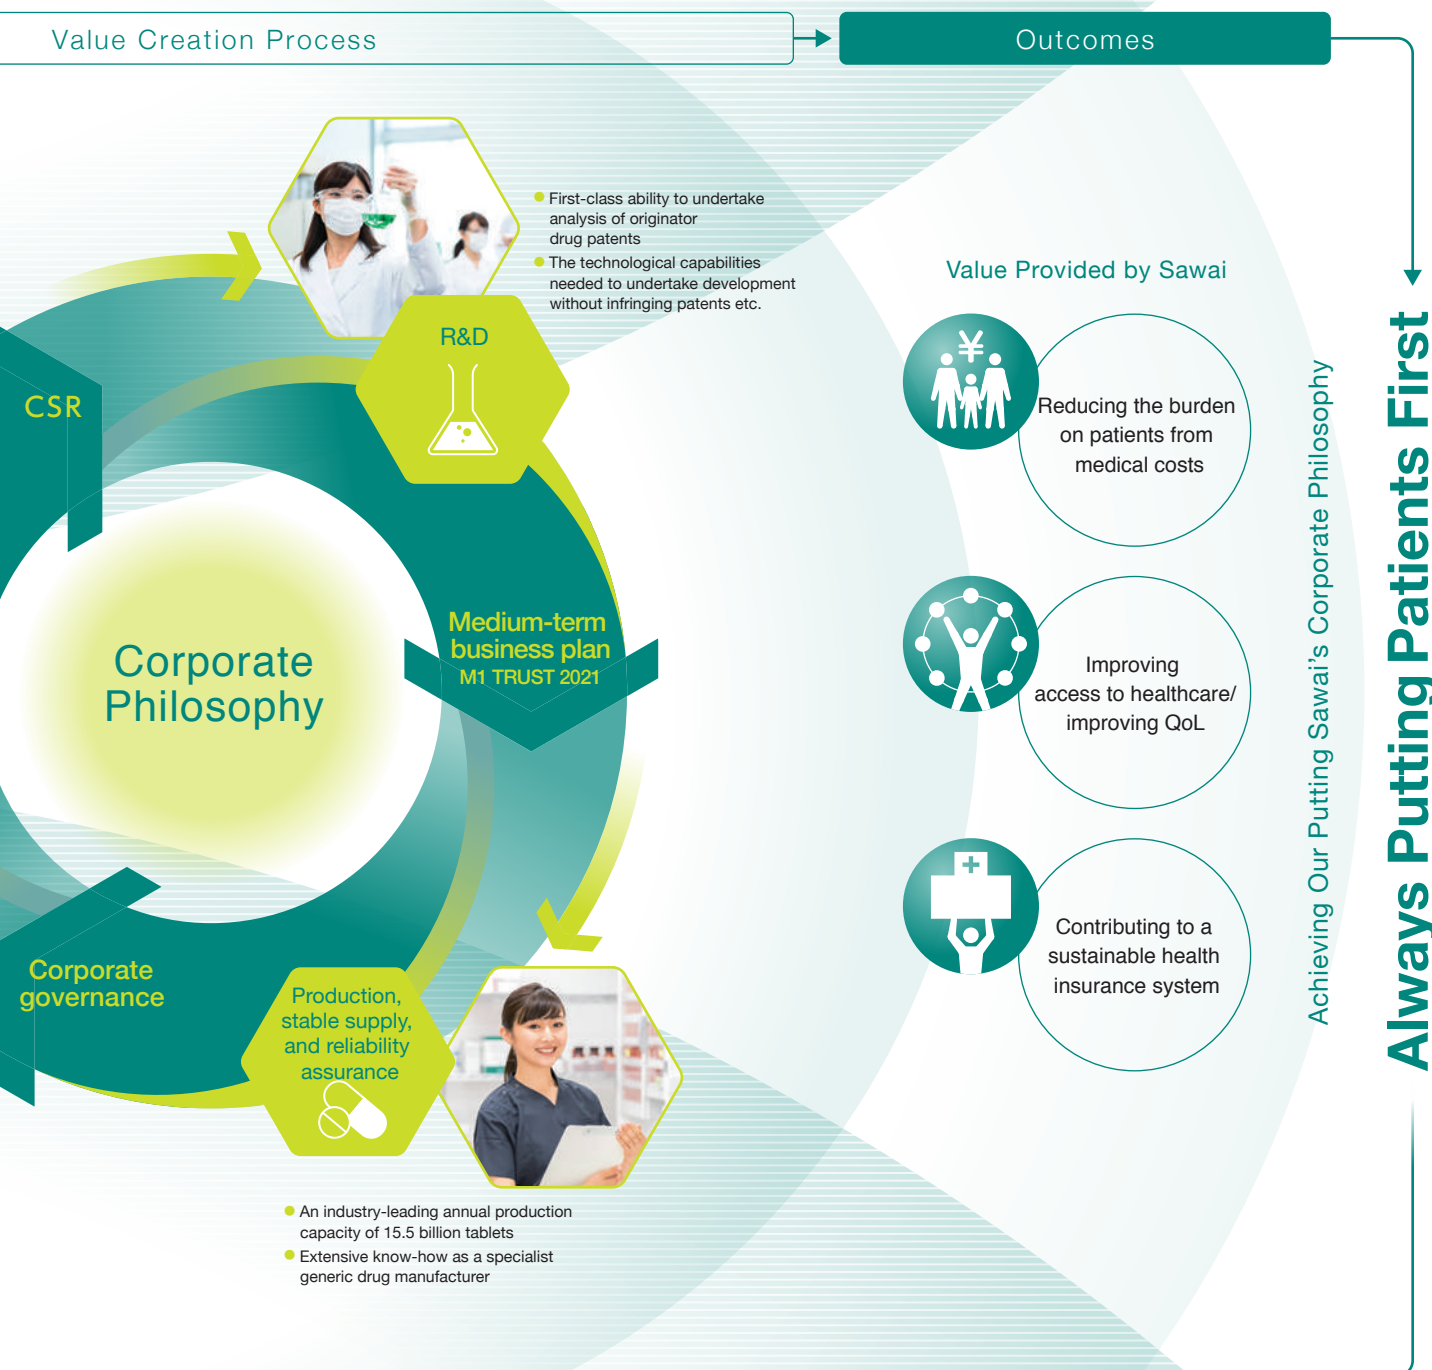 Value Creation Process
Outcomes
First-class ability to undertake
analysis of originator
drug patents
The technological capabilities
needed to undertake development
without infringing patents etc.
R&D
CSR
Corporate
Philosophy
Medium-term
business plan
M1 TRUST 2021
Corporate
governance
Production,
stable supply,
and reliability
assurance
An industry-leading annual production
capacity of 15.5 billion tablets
Extensive know-how as a specialist
generic drug manufacturer
Value Provided by Sawai
¥
Reducing the burden
on patients from
medical costs
Improving
access to healthcare/
improving QoL
Contributing to a
sustainable health
insurance system
Achieving Our Putting Sawai's Corporate Philosophy
Always Putting Patients First